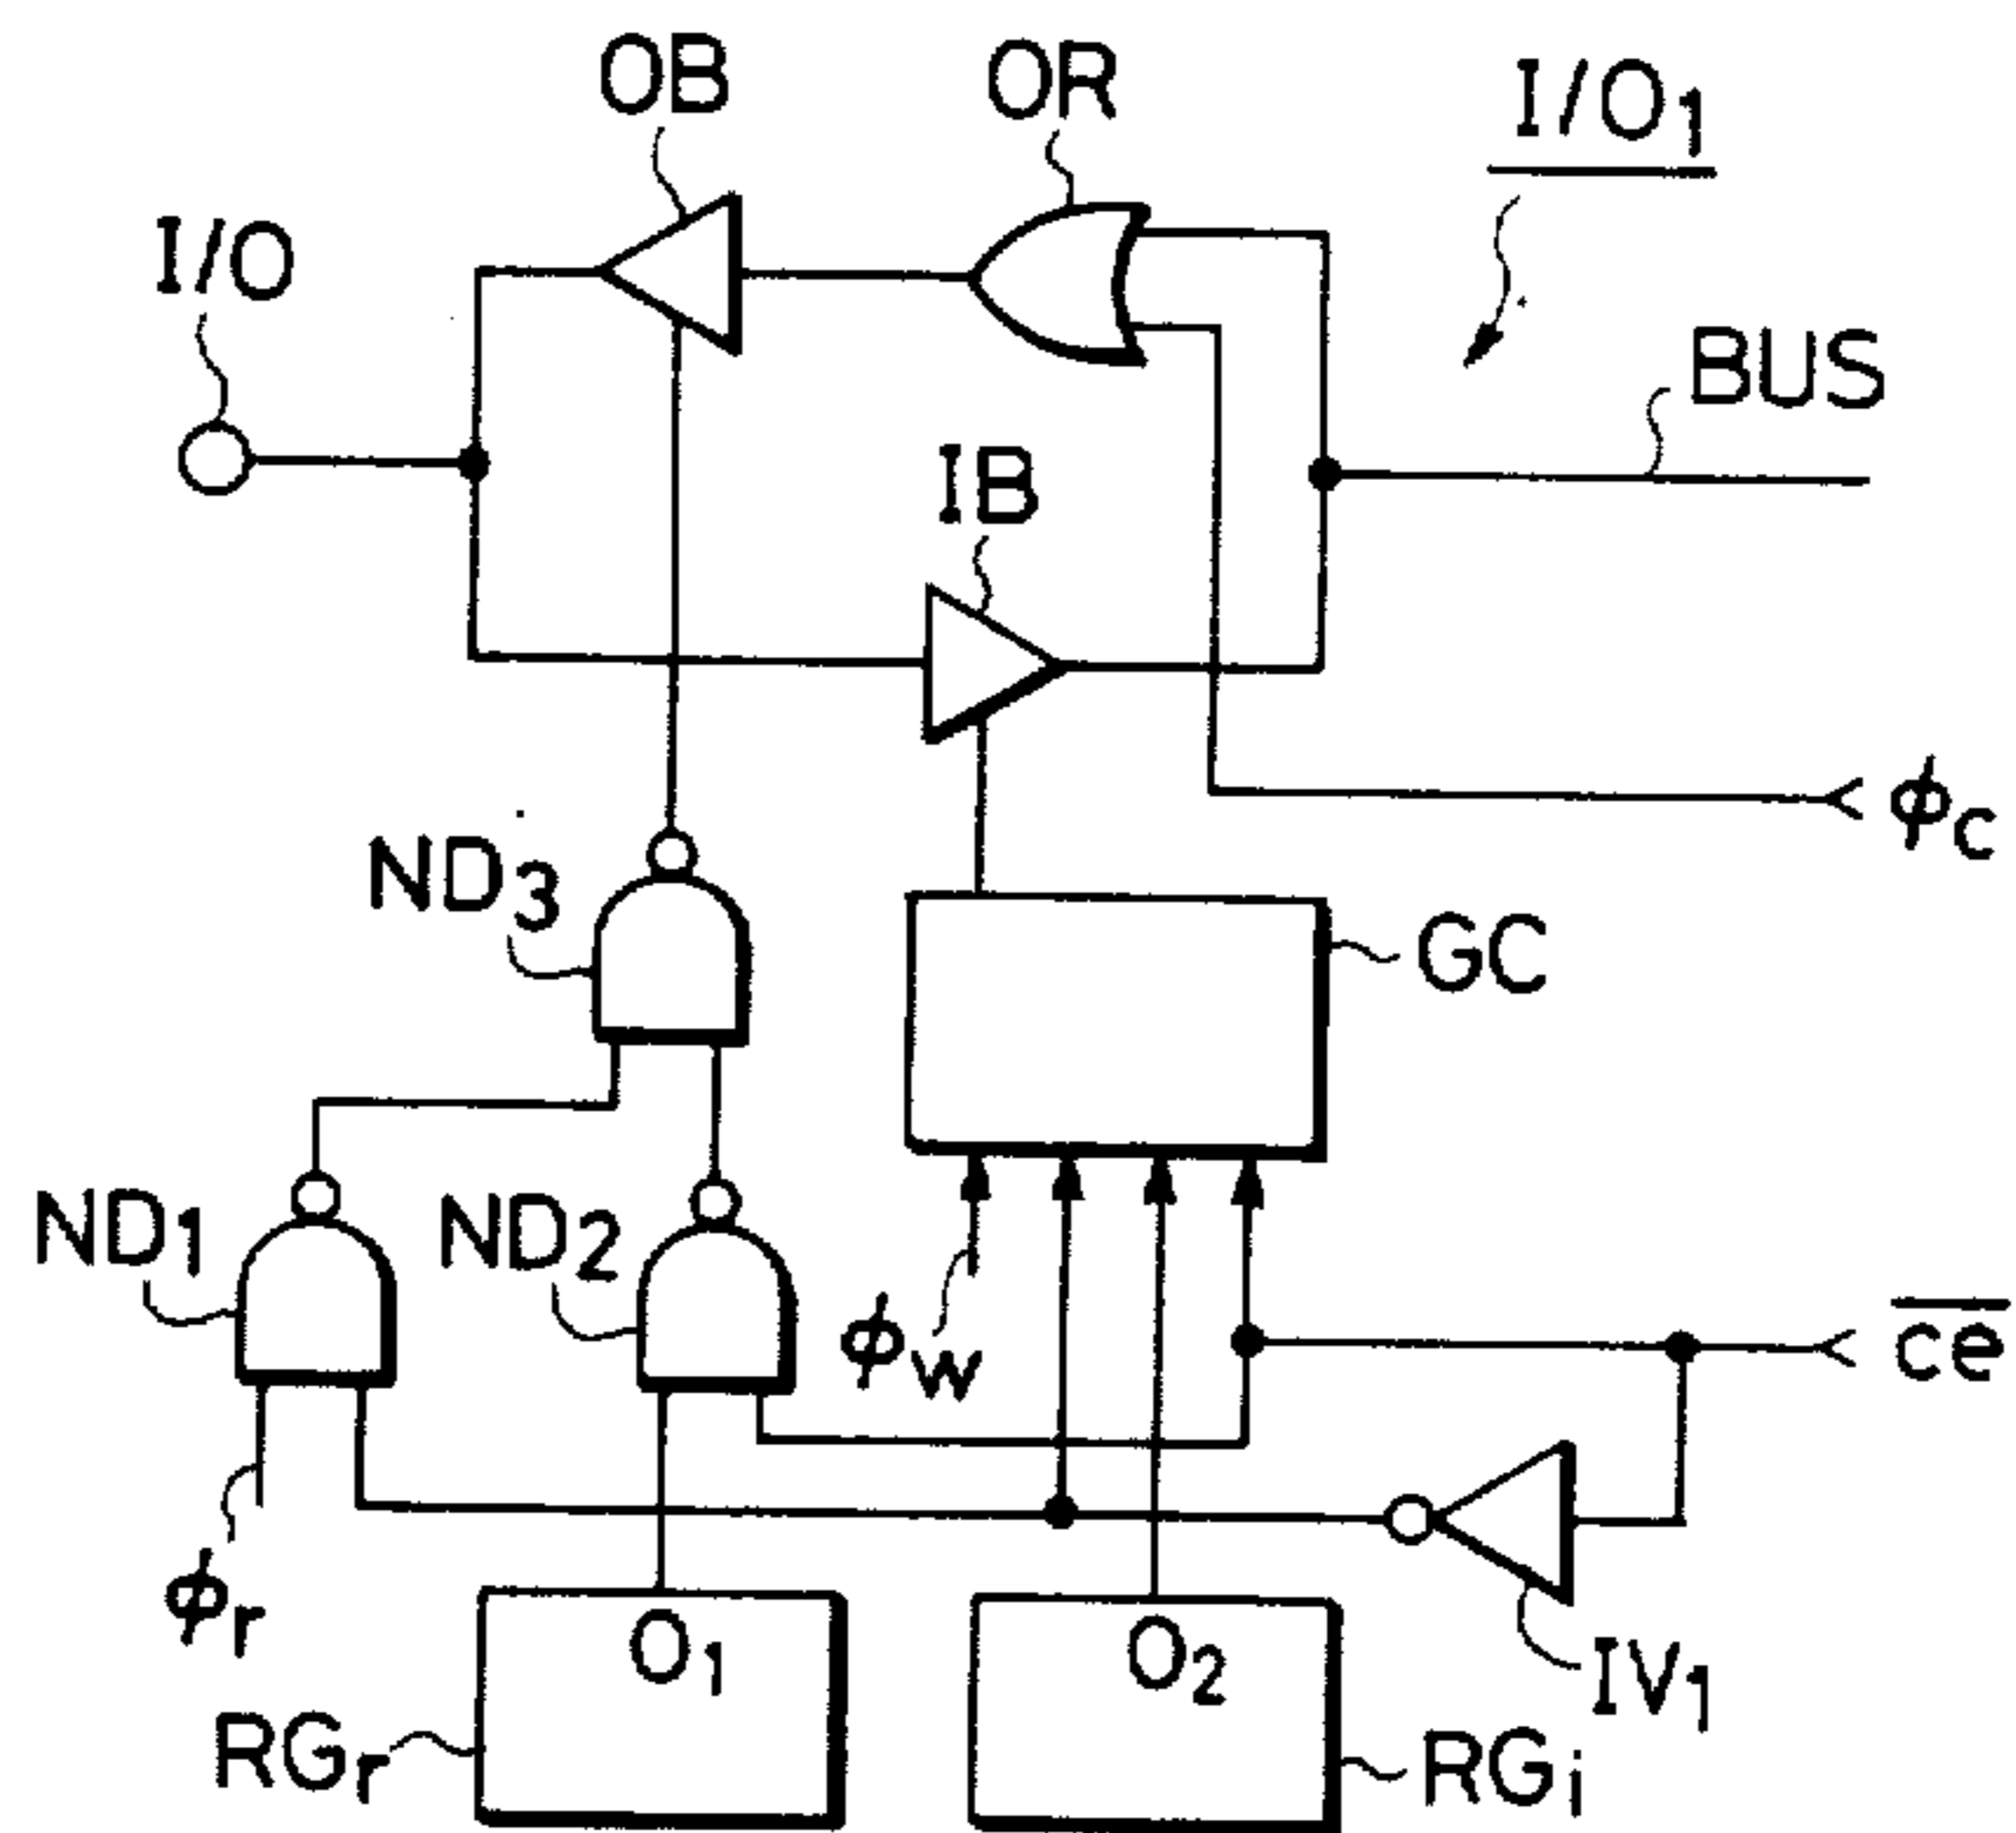 OB
OR
I/O1
I/O
BUS
IB
ϕc
ND3
GC
ND1
ND2
ϕw
ce
ϕr
O1
O2
IV1
RGr
RGi